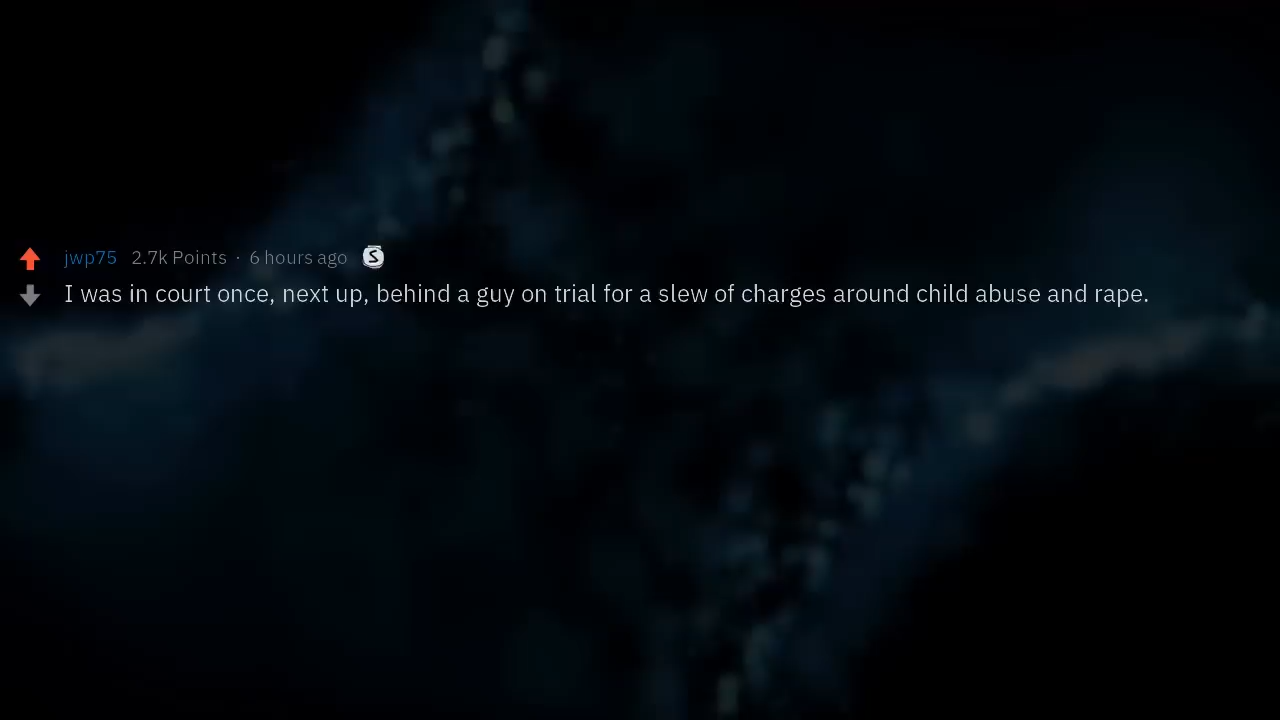 jwp75 2.7k Points · 6 hours ago S
I was in court once, next up, behind a guy on trial for a slew of charges around child abuse and rape.